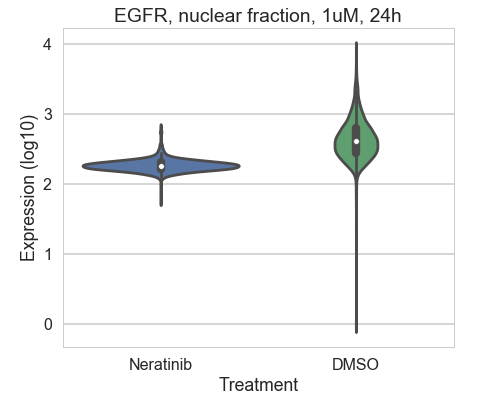 EGFR, nuclear fraction, 1uM, 24h
4
3
2
1
0
Expression (log10)
Neratinib
DMSO
Treatment